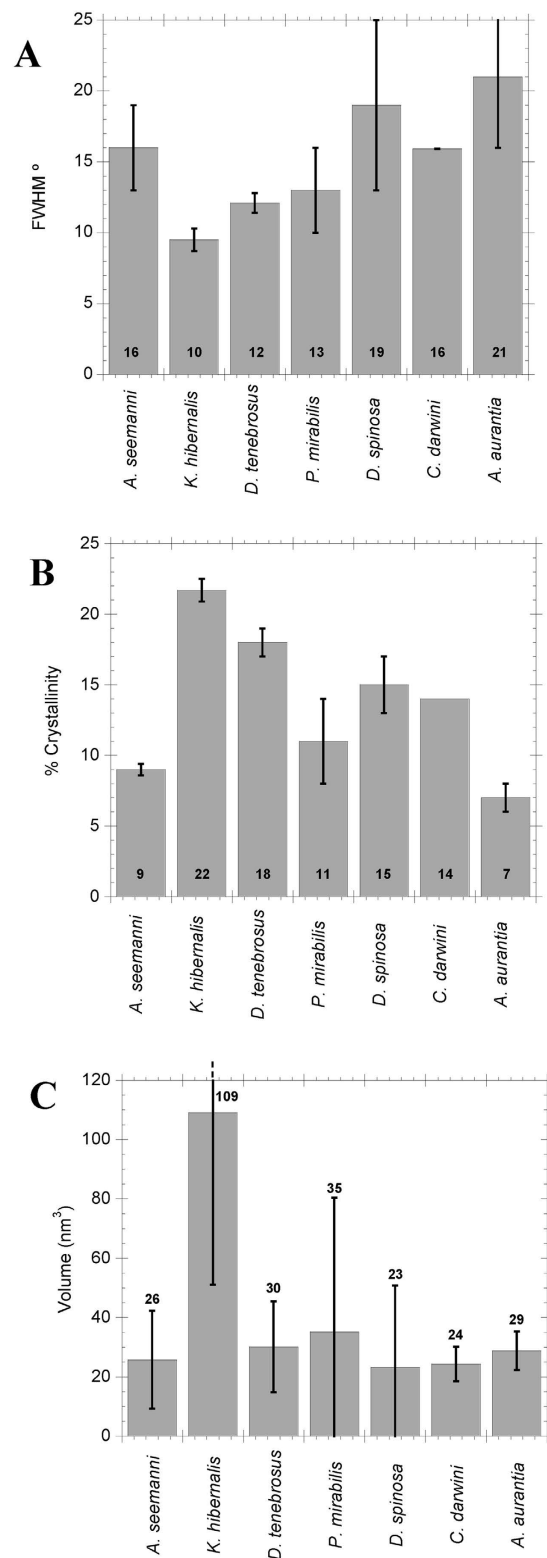 A
25
20
15
10
5
0
FWHM º
16
10
12
13
19
16
21
A. seemanni
K. hibernalis
D. tenebrosus
P. mirabilis
D. spinosa
C. darwini
A. aurantia
B
25
20
15
10
5
0
% Crystallinity
9
22
18
11
15
14
7
A. seemanni
K. hibernalis
D. tenebrosus
P. mirabilis
D. spinosa
C. darwini
A. aurantia
C
120
100
80
60
40
20
0
Volume (nm³)
26
109
30
35
23
24
29
A. seemanni
K. hibernalis
D. tenebrosus
P. mirabilis
D. spinosa
C. darwini
A. aurantia